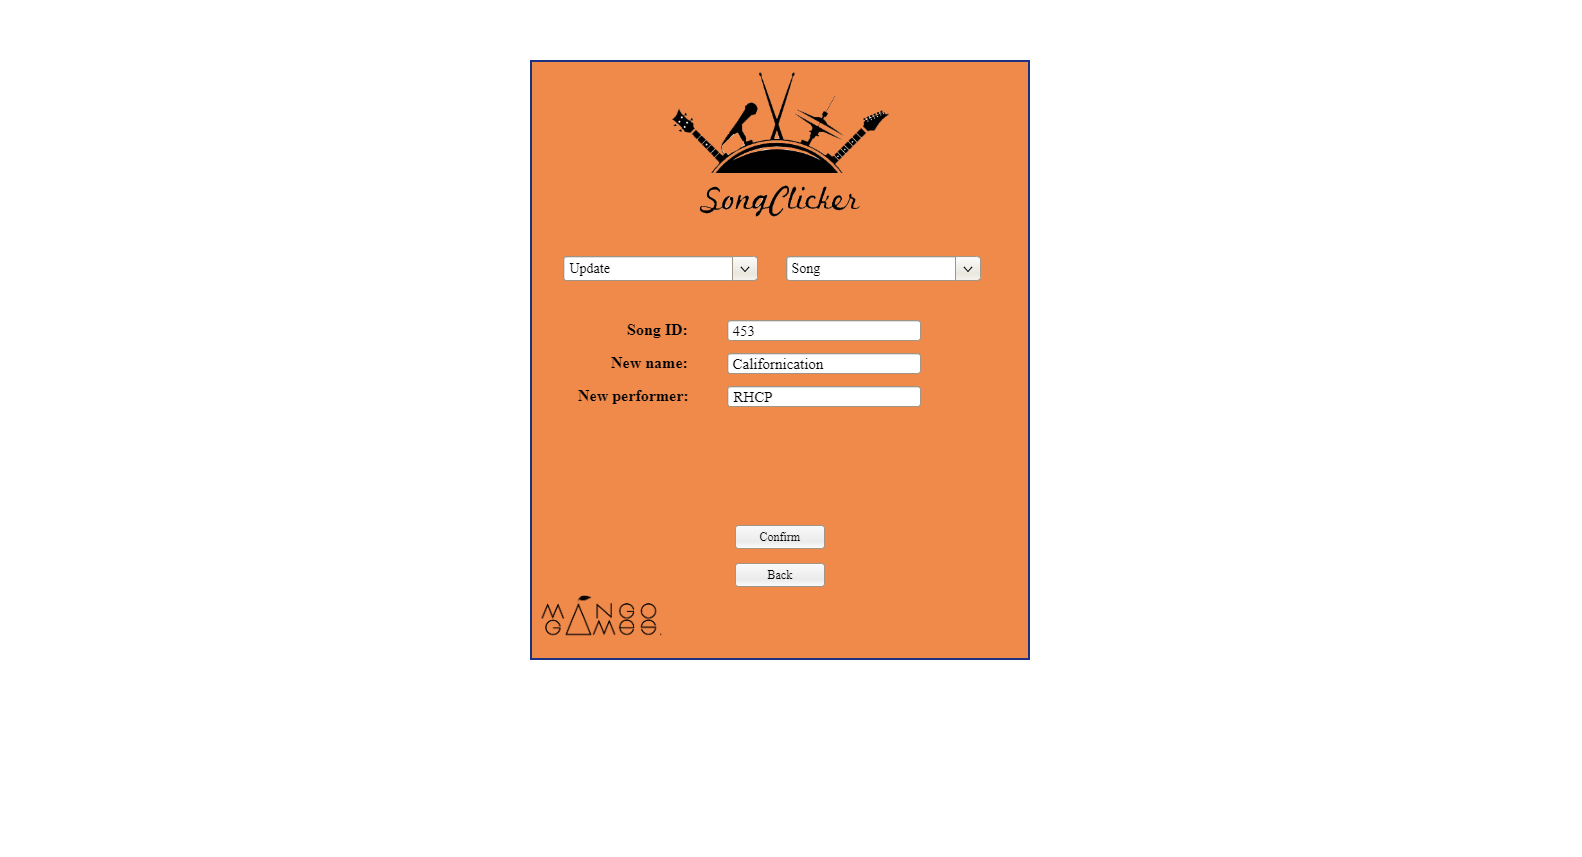 SongClicker
Update Song
Song ID: 453
New name: Californication
New performer: RHCP
Confirm
Back
MANGO
GAMES.